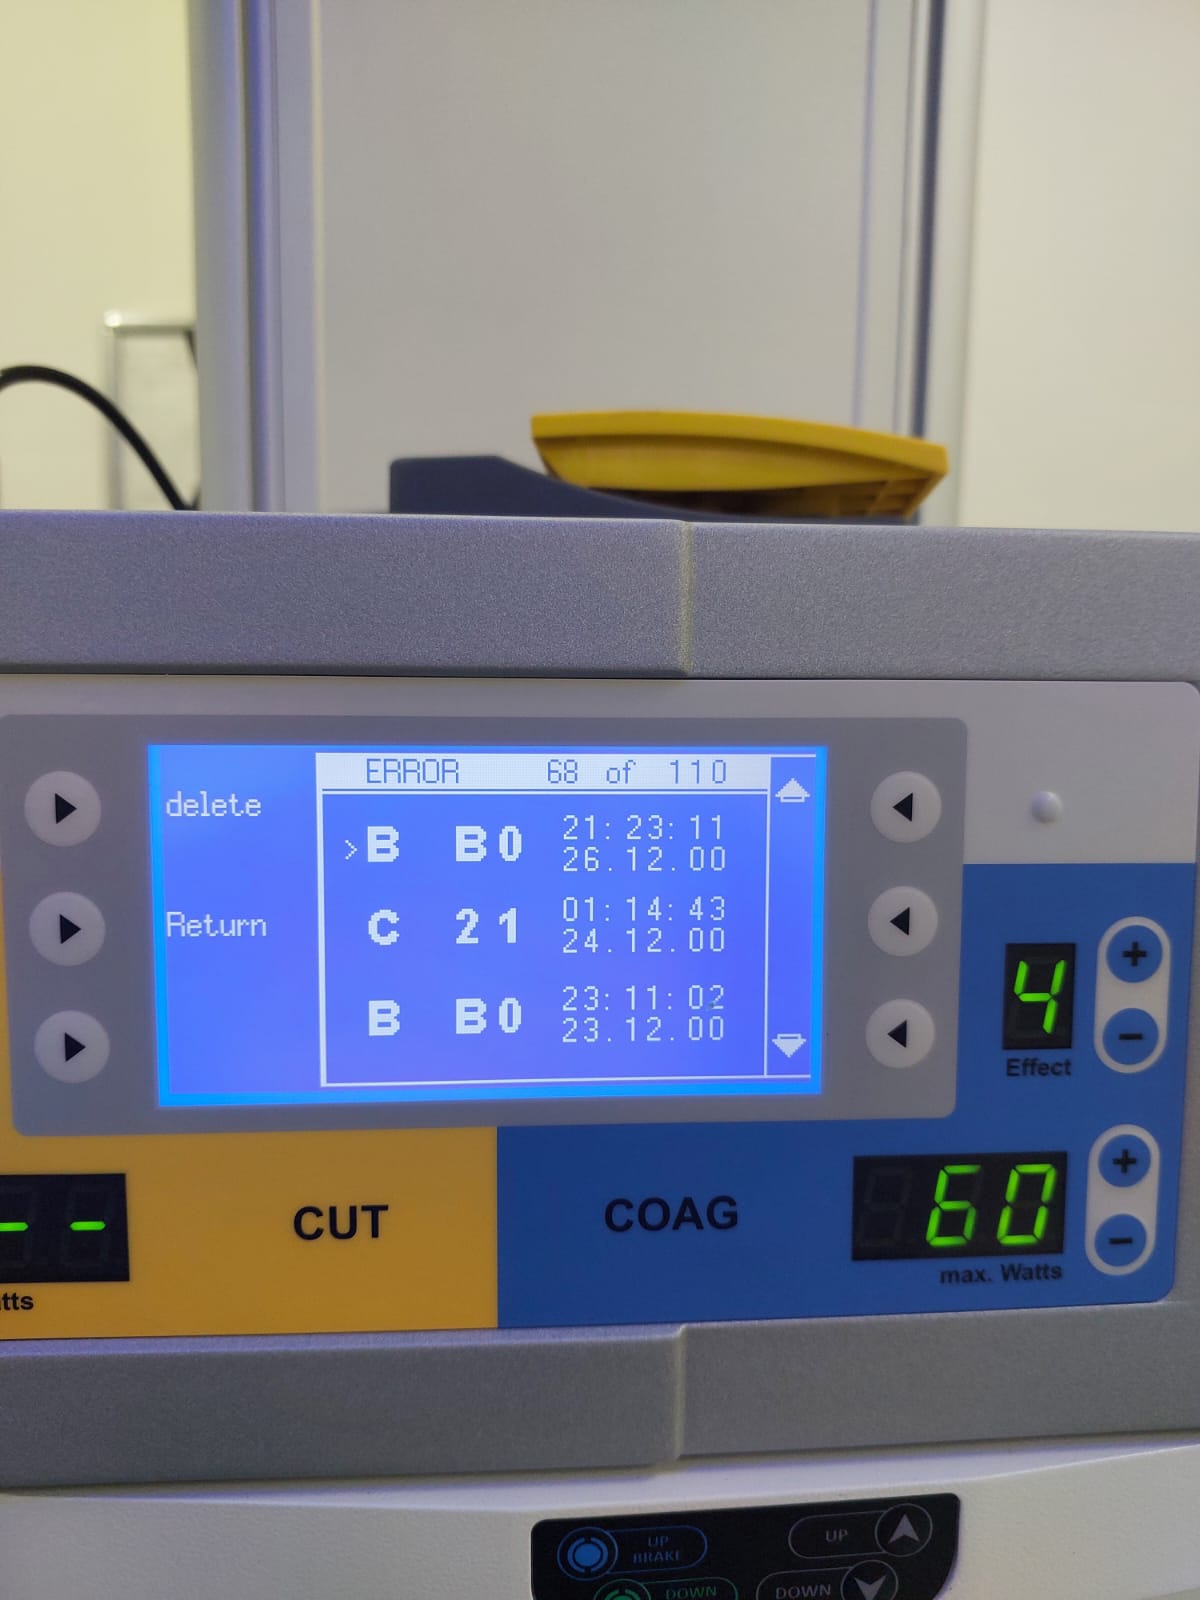 delete
Return
ERROR 68 of 110
>B B0 21:23:11
26.12.00
C 21 01:14:43
24.12.00
B B0 23:11:02
23.12.00
4
+
-
Effect
- -
CUT
COAG
60
+
-
max. Watts
UP
BRAKE
UP
DOWN
DOWN